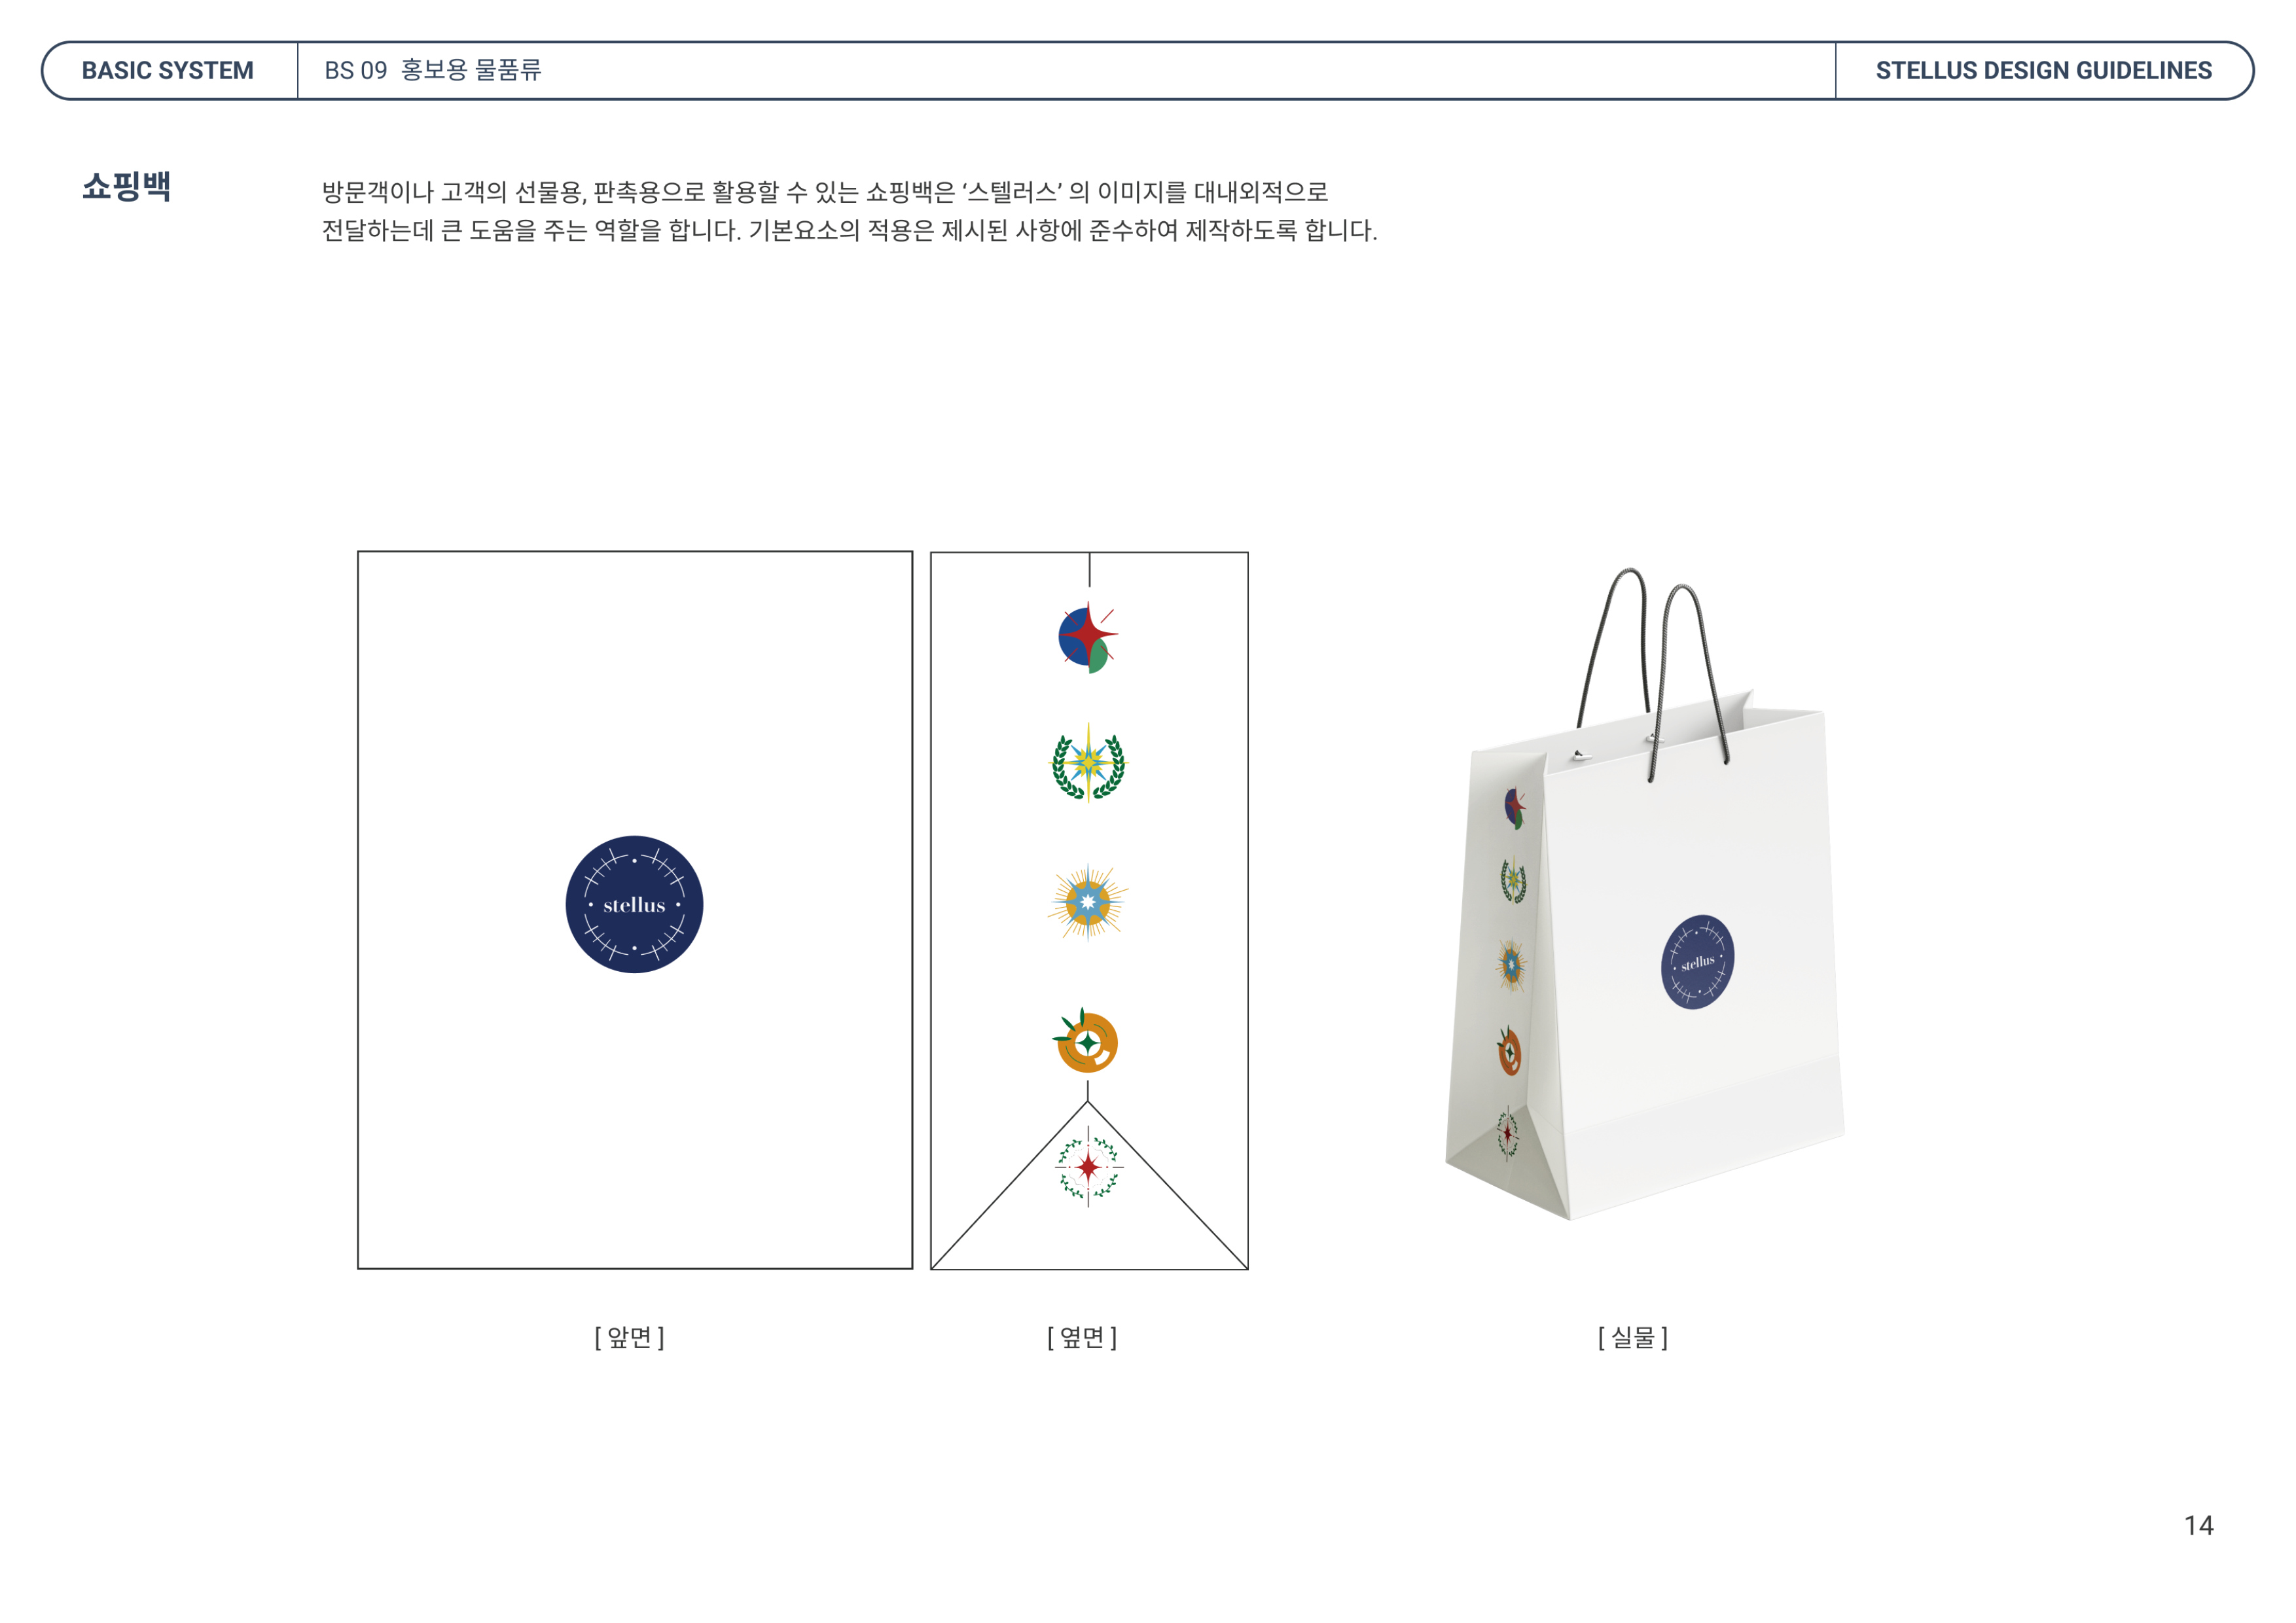 BASIC SYSTEM
BS 09 홍보용 물품류
STELLUS DESIGN GUIDELINES
쇼핑백
방문객이나 고객의 선물용, 판촉용으로 활용할 수 있는 쇼핑백은 ‘스텔러스’ 의 이미지를 대내외적으로
전달하는데 큰 도움을 주는 역할을 합니다. 기본요소의 적용은 제시된 사항에 준수하여 제작하도록 합니다.
stellus
stellus
[ 앞면 ]
[ 옆면 ]
[ 실물 ]
14